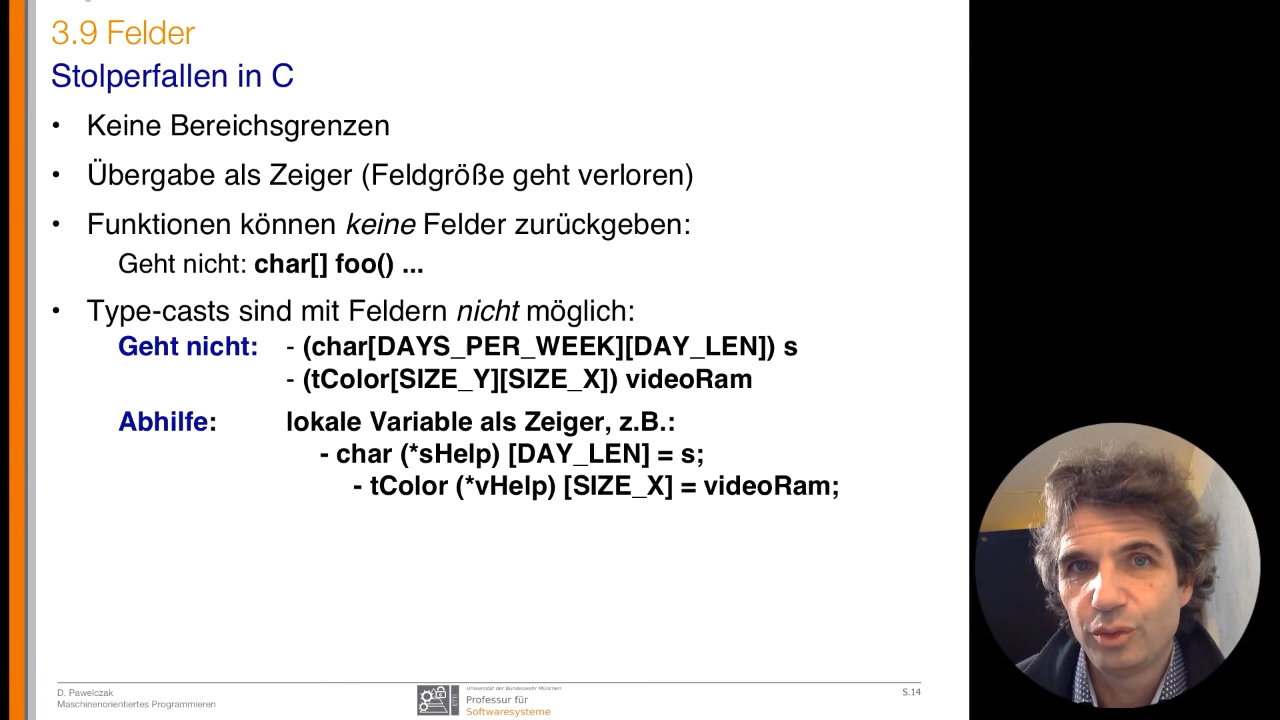 3.9 Felder
Stolperfallen in C
• Keine Bereichsgrenzen
• Übergabe als Zeiger (Feldgröße geht verloren)
• Funktionen können keine Felder zurückgeben:
Geht nicht: char[] foo() ...
• Type-casts sind mit Feldern nicht möglich:
Geht nicht: - (char[DAYS_PER_WEEK][DAY_LEN]) s
- (tColor[SIZE_Y][SIZE_X]) videoRam
Abhilfe: lokale Variable als Zeiger, z.B.:
- char (*sHelp) [DAY_LEN] = s;
- tColor (*vHelp) [SIZE_X] = videoRam;
D. Pawelczak
Maschinenorientiertes Programmieren
ETTI
Universität der Bundeswehr München
Professur für
Softwaresysteme
S.14